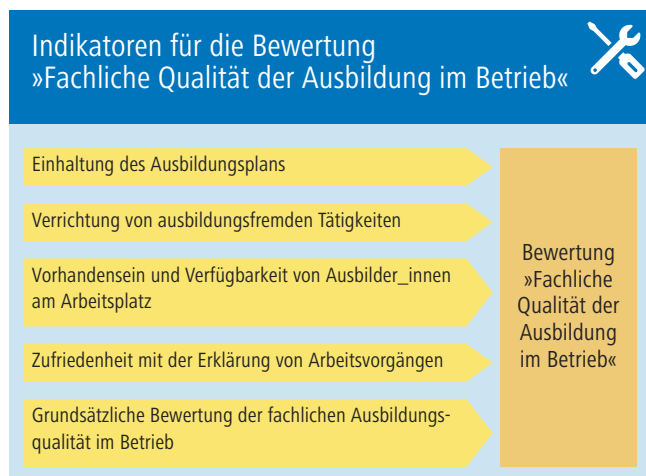 Indikatoren für die Bewertung
»Fachliche Qualität der Ausbildung im Betrieb«
Einhaltung des Ausbildungsplans
Verrichtung von ausbildungsfremden Tätigkeiten
Vorhandensein und Verfügbarkeit von Ausbilder_innen
am Arbeitsplatz
Zufriedenheit mit der Erklärung von Arbeitsvorgängen
Grundsätzliche Bewertung der fachlichen Ausbildungs-
qualität im Betrieb
Bewertung
»Fachliche
Qualität der
Ausbildung
im Betrieb«